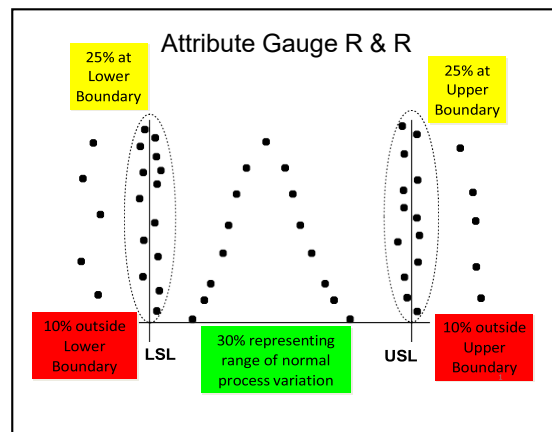 Attribute Gauge R & R
25% at
Lower
Boundary
25% at
Upper
Boundary
10% outside
Lower
Boundary
LSL
30% representing
range of normal
process variation
USL
10% outside
Upper
Boundary